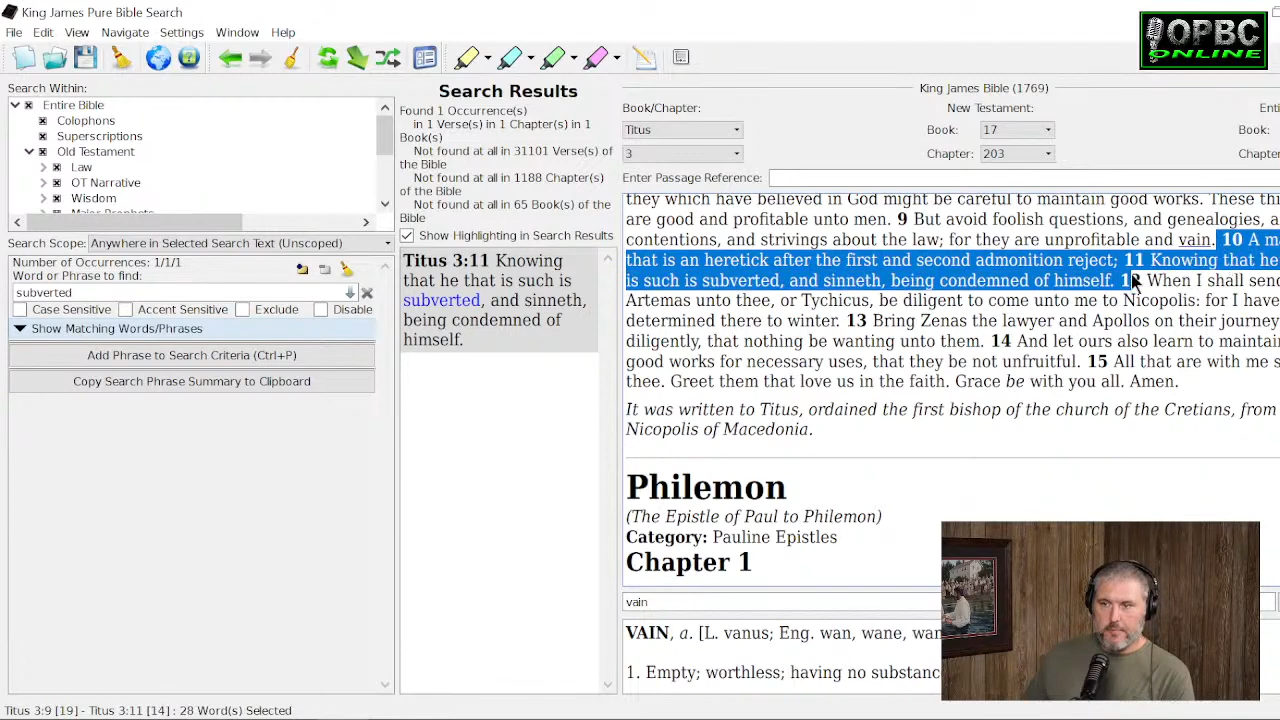 King James Pure Bible Search
OPBC
ONLINE
File Edit View Navigate Settings Window Help
Search Within:
Entire Bible
Colophons
Superscriptions
Old Testament
Law
OT Narrative
Wisdom
Search Scope: Anywhere in Selected Search Text (Unscoped)
Number of Occurrences: 1/1/1
Word or Phrase to find:
subverted
Case Sensitive Accent Sensitive Exclude Disable
Show Matching Words/Phrases
Add Phrase to Search Criteria (Ctrl+P)
Copy Search Phrase Summary to Clipboard
Search Results
Found 1 Occurrence(s)
in 1 Verse(s) in 1 Chapter(s) in 1
Book(s)
Not found at all in 31101 Verse(s) of
the Bible
Not found at all in 1188 Chapter(s)
of the Bible
Not found at all in 65 Book(s) of the
Bible
Show Highlighting in Search Results
Titus 3:11 Knowing
that he that is such is
subverted, and sinneth,
being condemned of
himself.
King James Bible (1769)
Book/Chapter: New Testament:
Titus Book: 17 Book:
3 Chapter: 203
Enter Passage Reference:
they which have believed in God might be careful to maintain good works. These
are good and profitable unto men. 9 But avoid foolish questions, and genealogies,
contentions, and strivings about the law; for they are unprofitable and vain. 10 A
that is an heretick after the first and second admonition reject; 11 Knowing that he
is such is subverted, and sinneth, being condemned of himself. 12 When I shall
Artemas unto thee, or Tychicus, be diligent to come unto me to Nicopolis: for I have
determined there to winter. 13 Bring Zenas the lawyer and Apollos on their journey
diligently, that nothing be wanting unto them. 14 And let ours also learn to
good works for necessary uses, that they be not unfruitful. 15 All that are with me
thee. Greet them that love us in the faith. Grace be with you all. Amen.
It was written to Titus, ordained the first bishop of the church of the Cretians, from
Nicopolis of Macedonia.
Philemon
(The Epistle of Paul to Philemon)
Category: Pauline Epistles
Chapter 1
vain
VAIN, a. [L. vanus; Eng. wan, wane,
1. Empty; worthless; having no
Titus 3:9 [19] - Titus 3:11 [14] : 28 Word(s) Selected